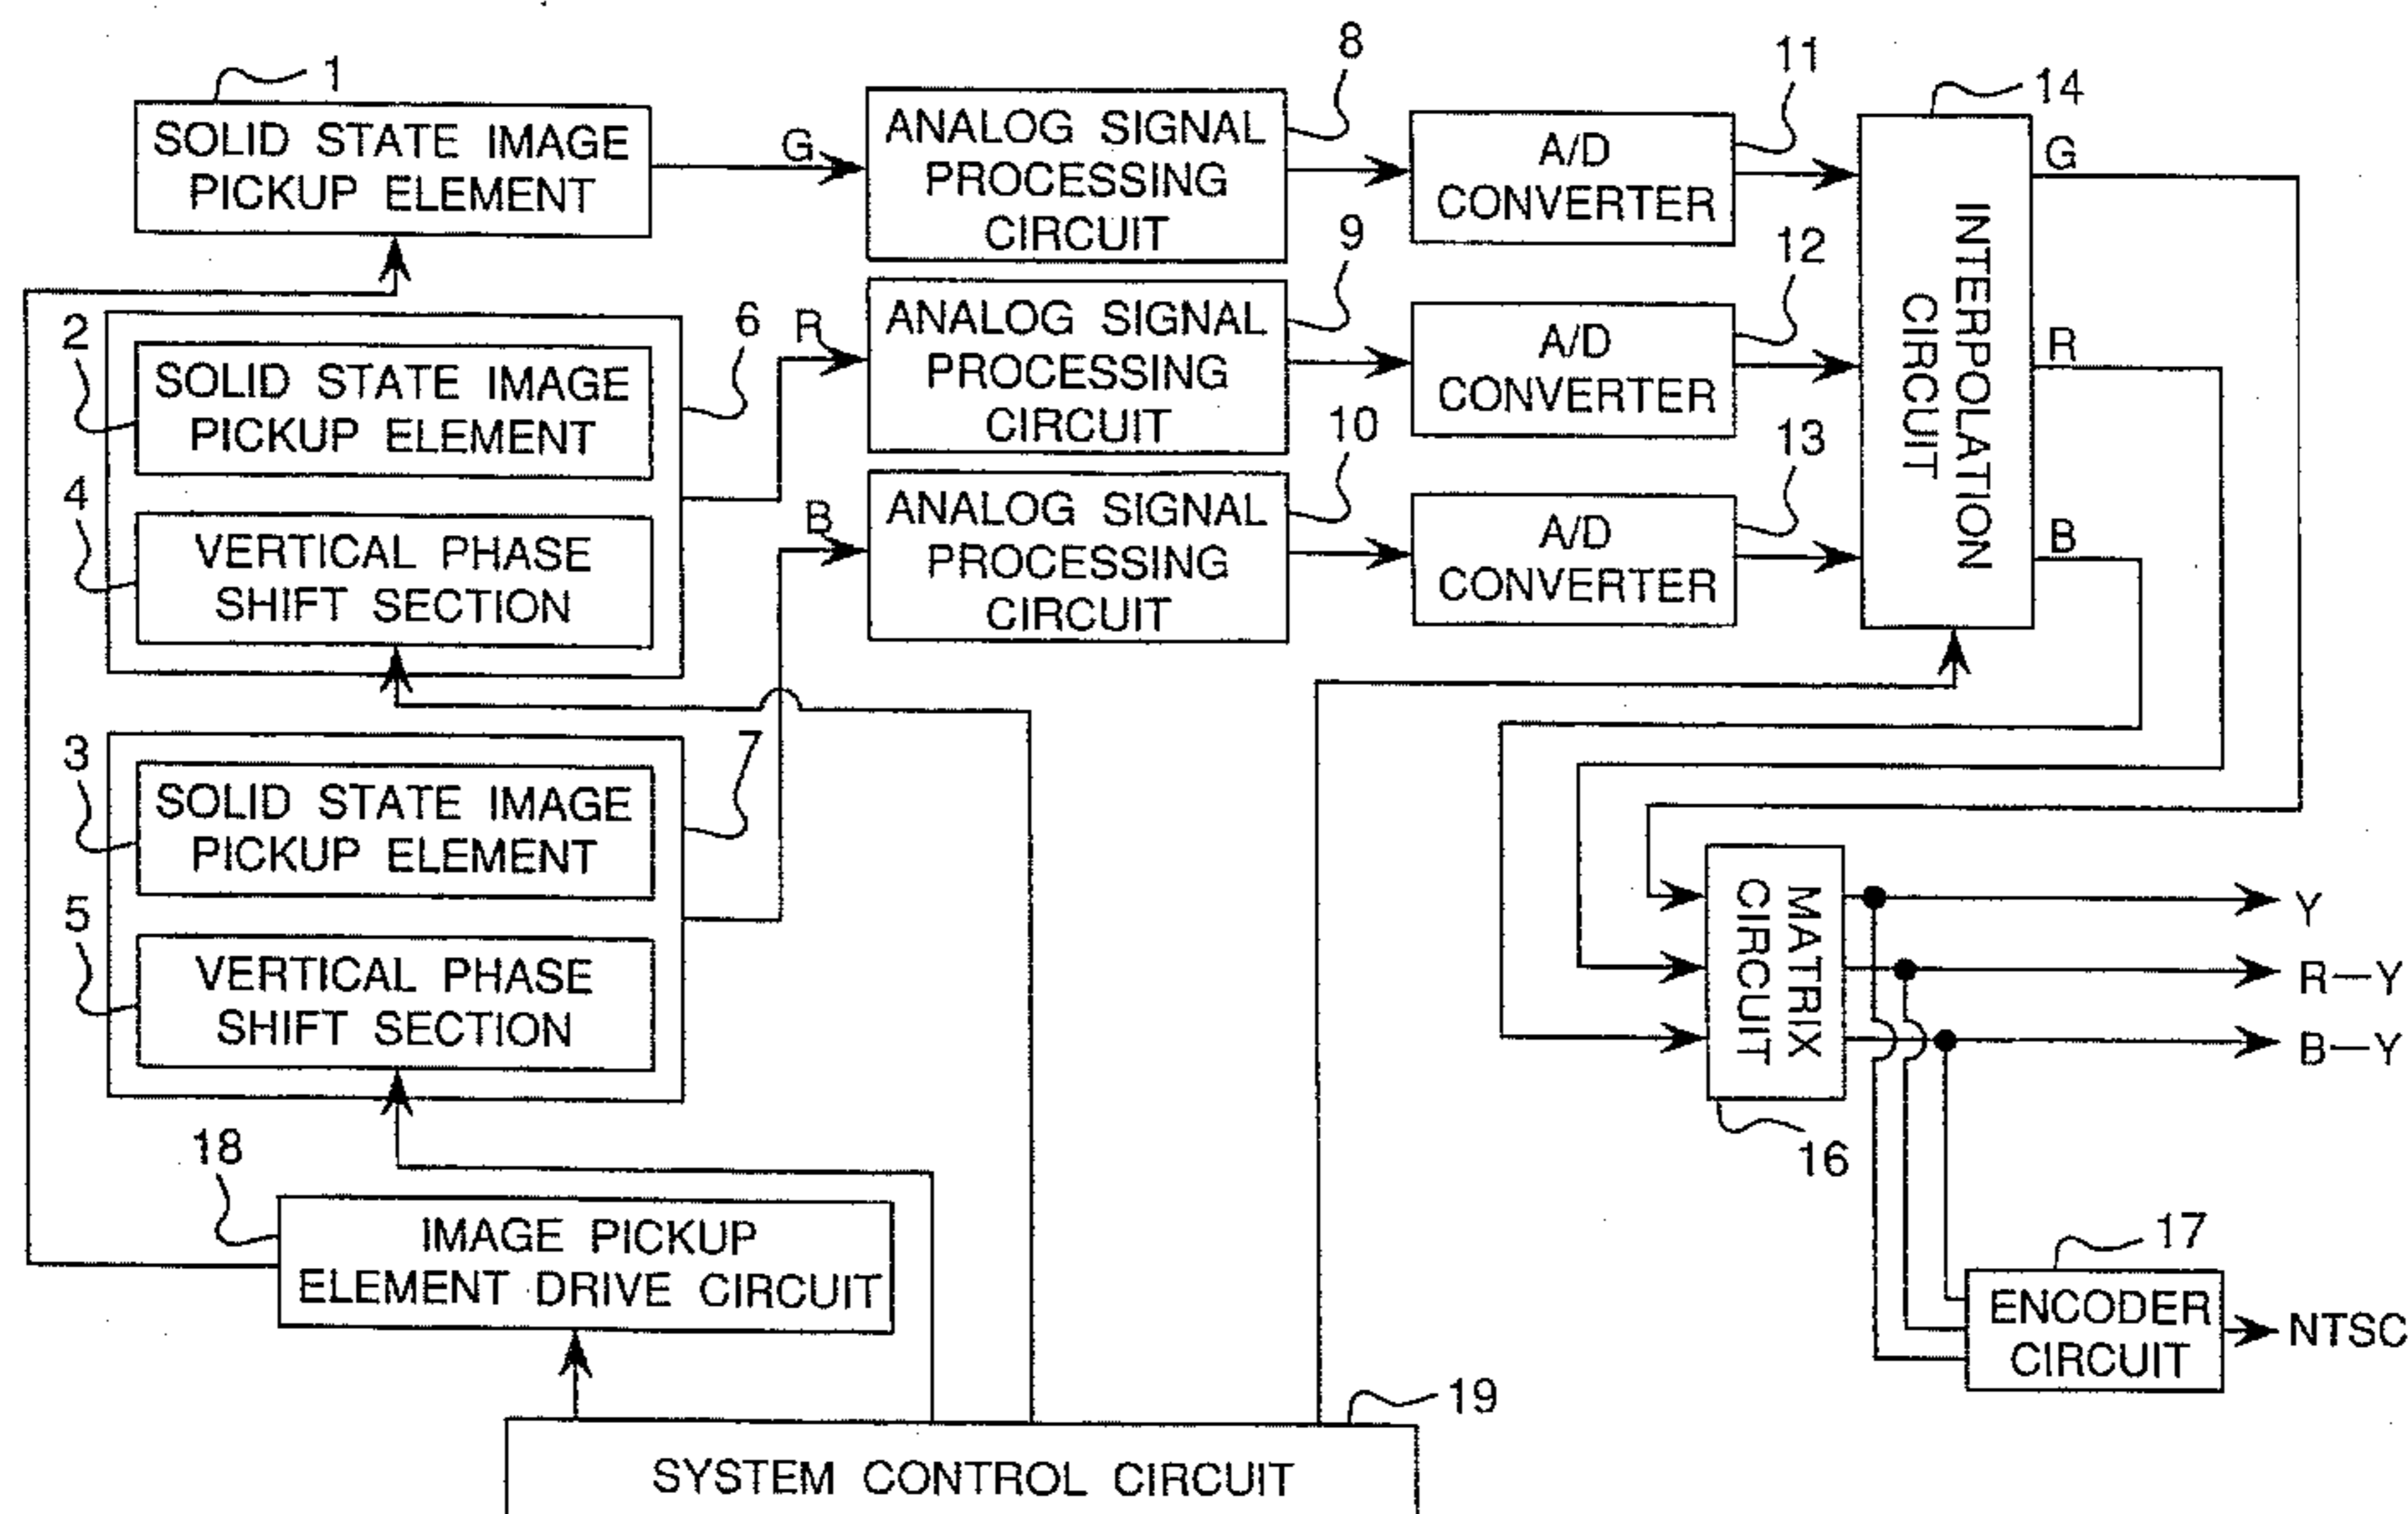 1
SOLID STATE IMAGE
PICKUP ELEMENT
G
8
ANALOG SIGNAL
PROCESSING
CIRCUIT
11
A/D
CONVERTER
14
INTERPOLATION
CIRCUIT
G
R
B
2
SOLID STATE IMAGE
PICKUP ELEMENT
6
4
VERTICAL PHASE
SHIFT SECTION
R
9
ANALOG SIGNAL
PROCESSING
CIRCUIT
12
A/D
CONVERTER
B
10
ANALOG SIGNAL
PROCESSING
CIRCUIT
13
A/D
CONVERTER
3
SOLID STATE IMAGE
PICKUP ELEMENT
7
5
VERTICAL PHASE
SHIFT SECTION
MATRIX
CIRCUIT
16
Y
R—Y
B—Y
18
IMAGE PICKUP
ELEMENT DRIVE CIRCUIT
17
ENCODER
CIRCUIT
NTSC
19
SYSTEM CONTROL CIRCUIT